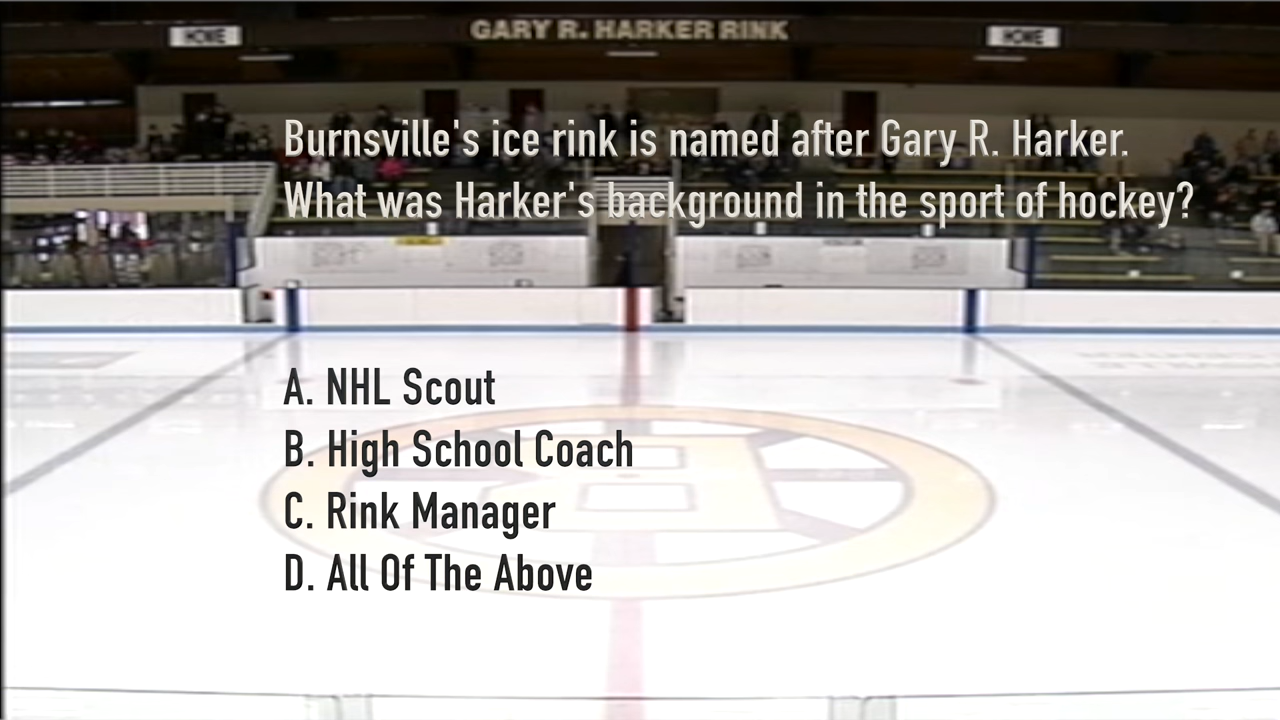 HOME GARY R. HARKER RINK HOME
Burnsville's ice rink is named after Gary R. Harker.
What was Harker's background in the sport of hockey?
A. NHL Scout
B. High School Coach
C. Rink Manager
D. All Of The Above